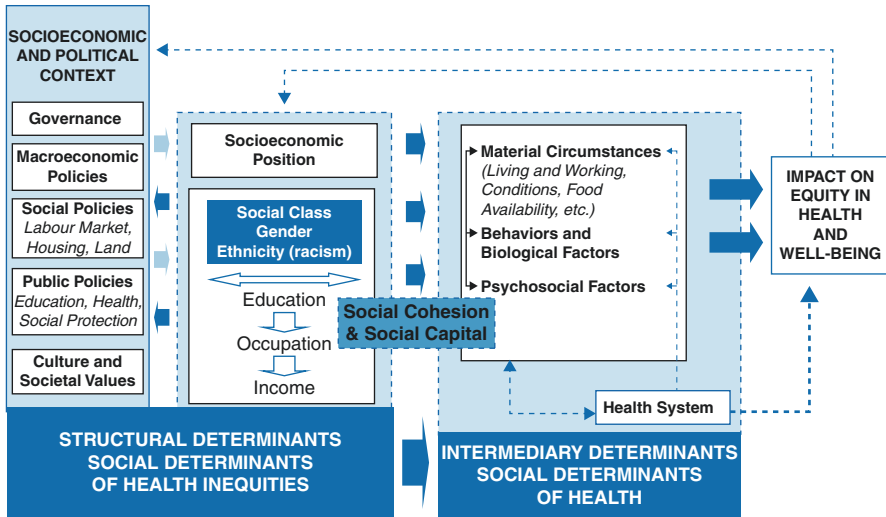 SOCIOECONOMIC
AND POLITICAL
CONTEXT
Governance
Macroeconomic
Policies
Social Policies
Labour Market,
Housing, Land
Public Policies
Education, Health,
Social Protection
Culture and
Societal Values
Socioeconomic
Position
Social Class
Gender
Ethnicity (racism)
Education
Occupation
Income
Social Cohesion
& Social Capital
Material Circumstances
(Living and Working,
Conditions, Food
Availability, etc.)
Behaviors and
Biological Factors
Psychosocial Factors
Health System
IMPACT ON
EQUITY IN
HEALTH
AND
WELL-BEING
STRUCTURAL DETERMINANTS
SOCIAL DETERMINANTS
OF HEALTH INEQUITIES
INTERMEDIARY DETERMINANTS
SOCIAL DETERMINANTS
OF HEALTH